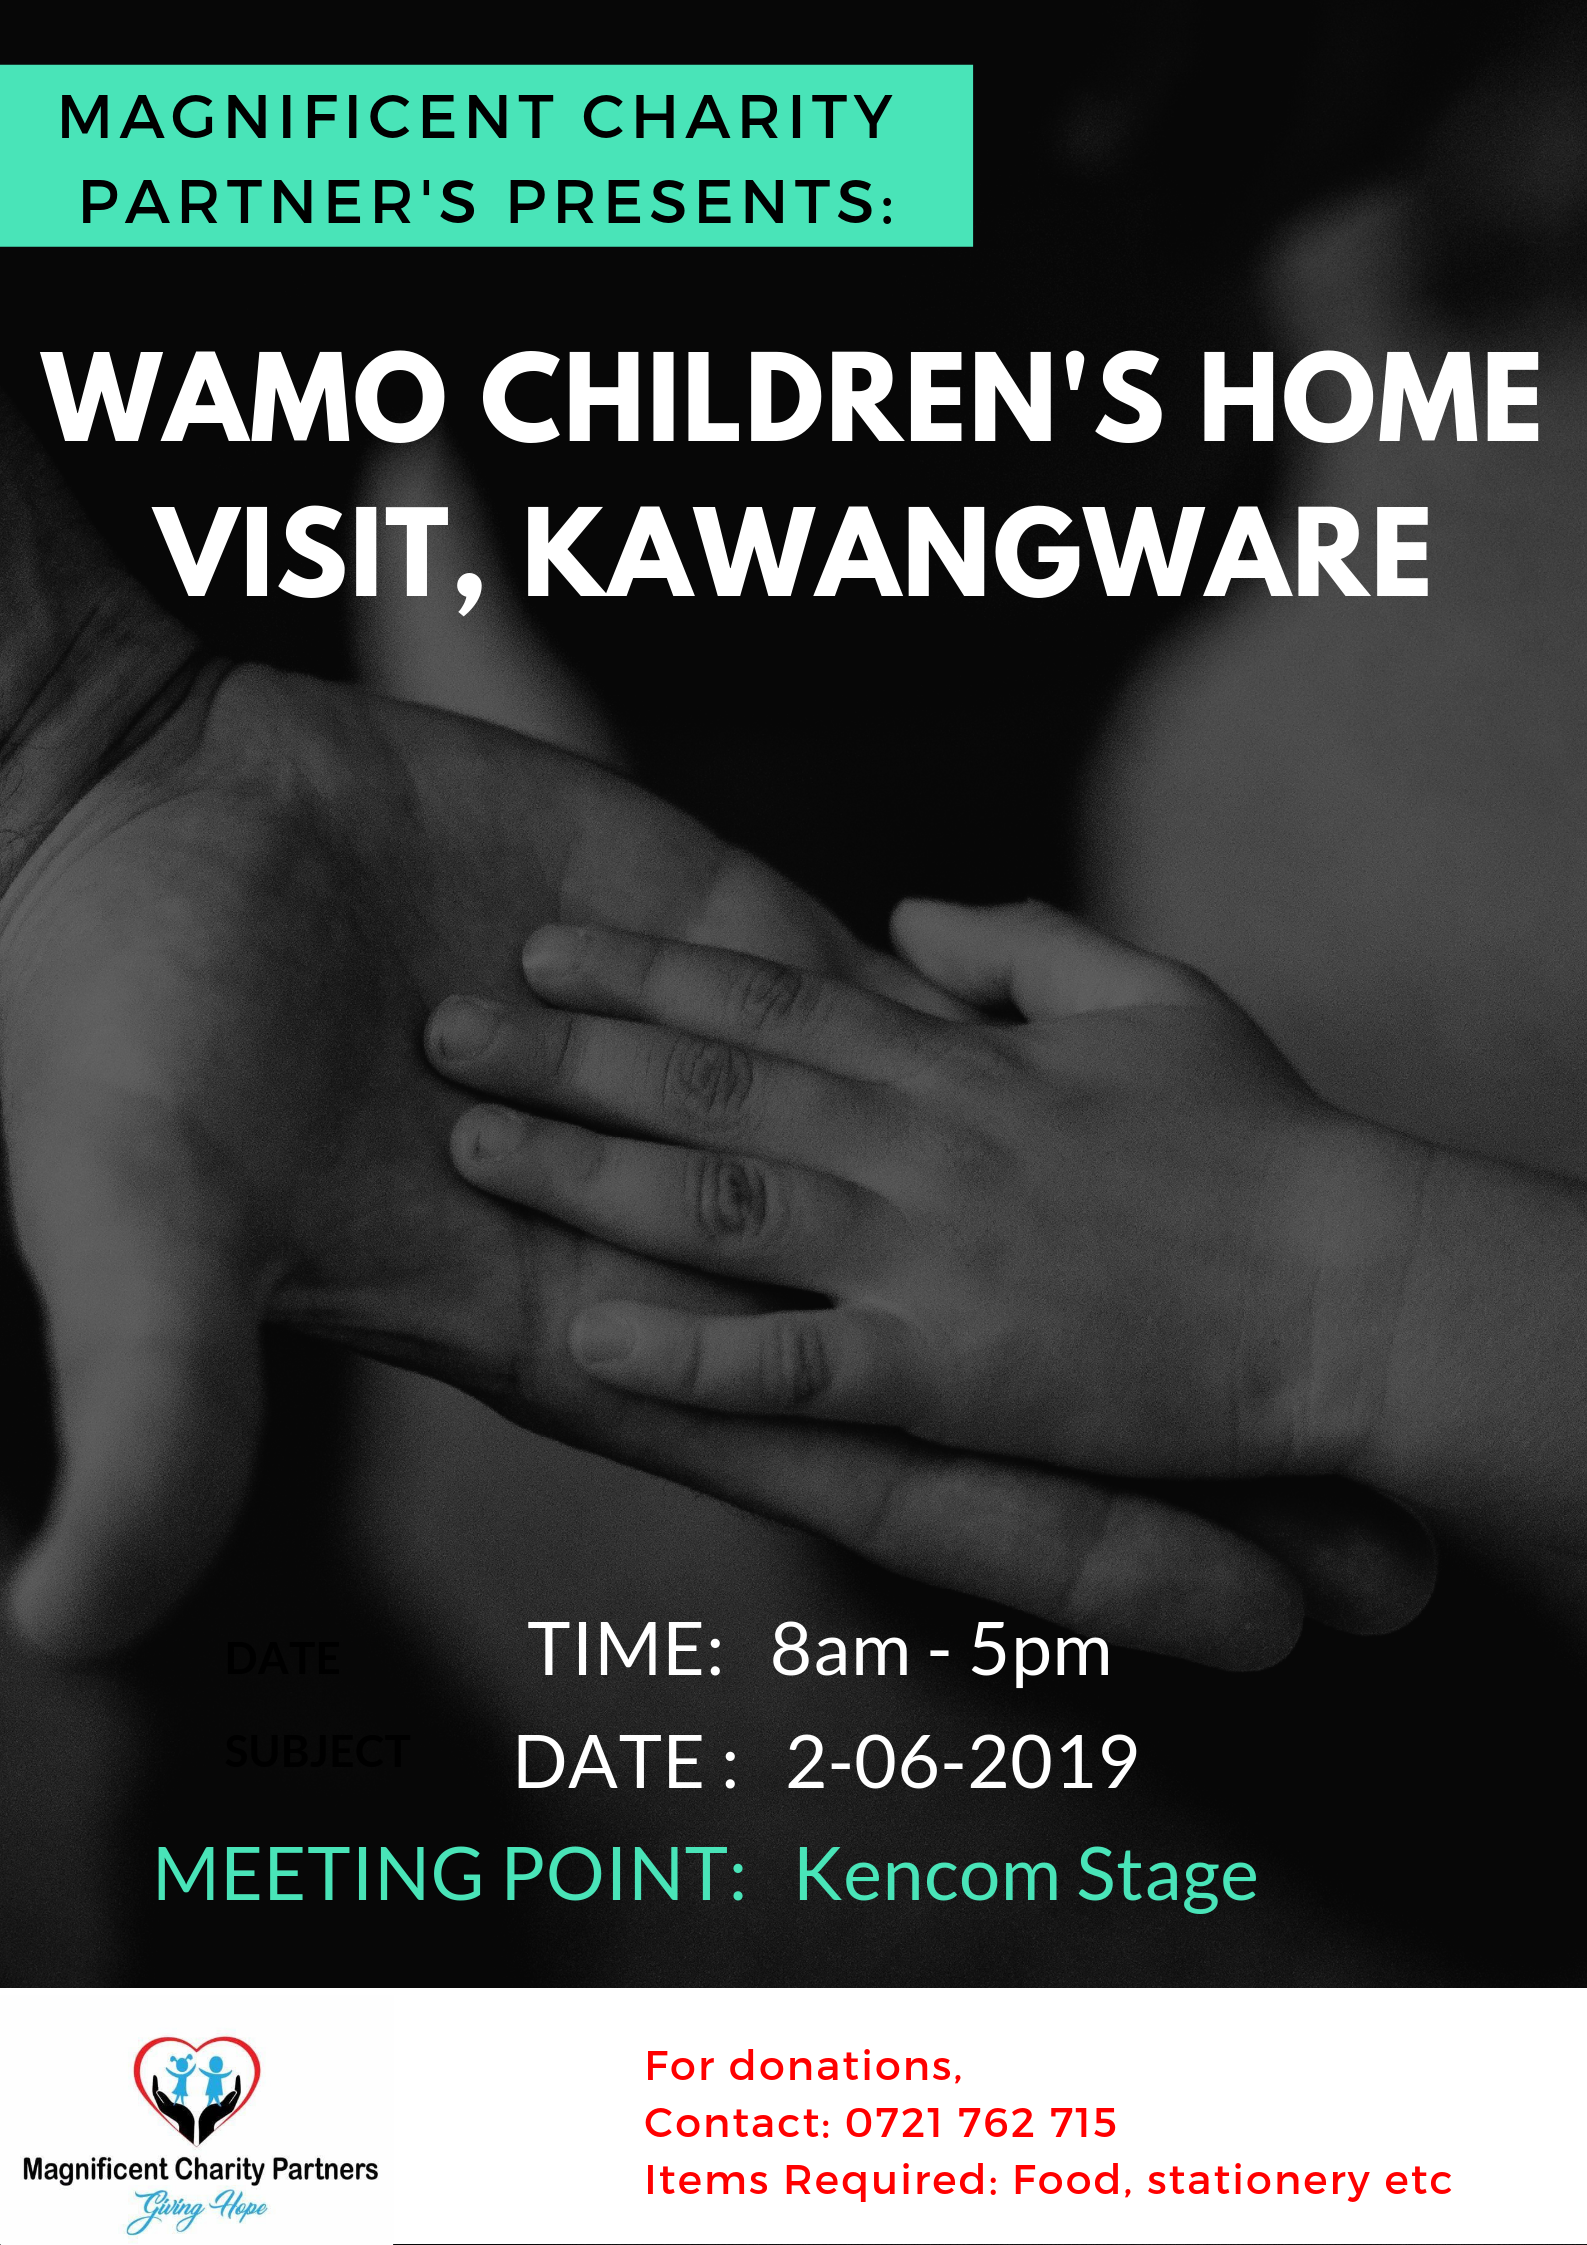 MAGNIFICENT CHARITY
PARTNER'S PRESENTS:
WAMO CHILDREN'S HOME
VISIT, KAWANGWARE
DATE
TIME: 8am - 5pm
SUBJECT
DATE : 2-06-2019
MEETING POINT: Kencom Stage
Magnificent Charity Partners
Giving Hope
For donations,
Contact: 0721 762 715
Items Required: Food, stationery etc